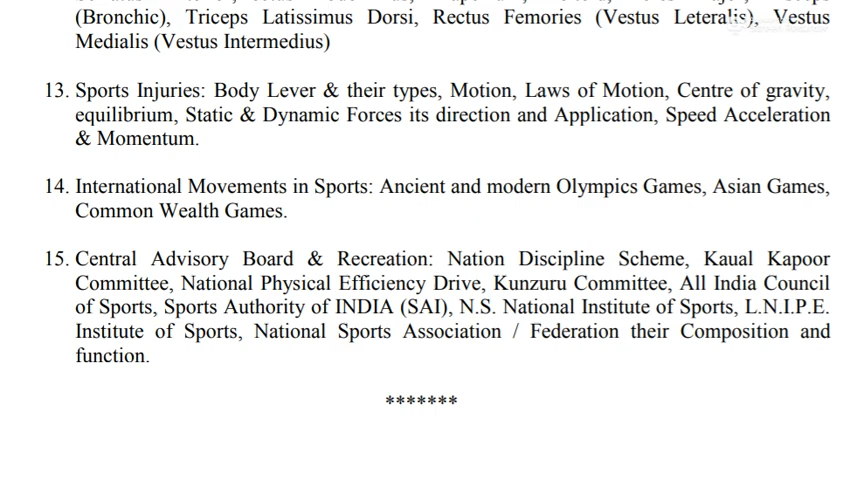 (Bronchic), Triceps Latissimus Dorsi, Rectus Femories (Vestus Leteralis), Vestus
Medialis (Vestus Intermedius)
13. Sports Injuries: Body Lever & their types, Motion, Laws of Motion, Centre of gravity,
equilibrium, Static & Dynamic Forces its direction and Application, Speed Acceleration
& Momentum.
14. International Movements in Sports: Ancient and modern Olympics Games, Asian Games,
Common Wealth Games.
15. Central Advisory Board & Recreation: Nation Discipline Scheme, Kaual Kapoor
Committee, National Physical Efficiency Drive, Kunzuru Committee, All India Council
of Sports, Sports Authority of INDIA (SAI), N.S. National Institute of Sports, L.N.I.P.E.
Institute of Sports, National Sports Association / Federation their Composition and
function.
*******